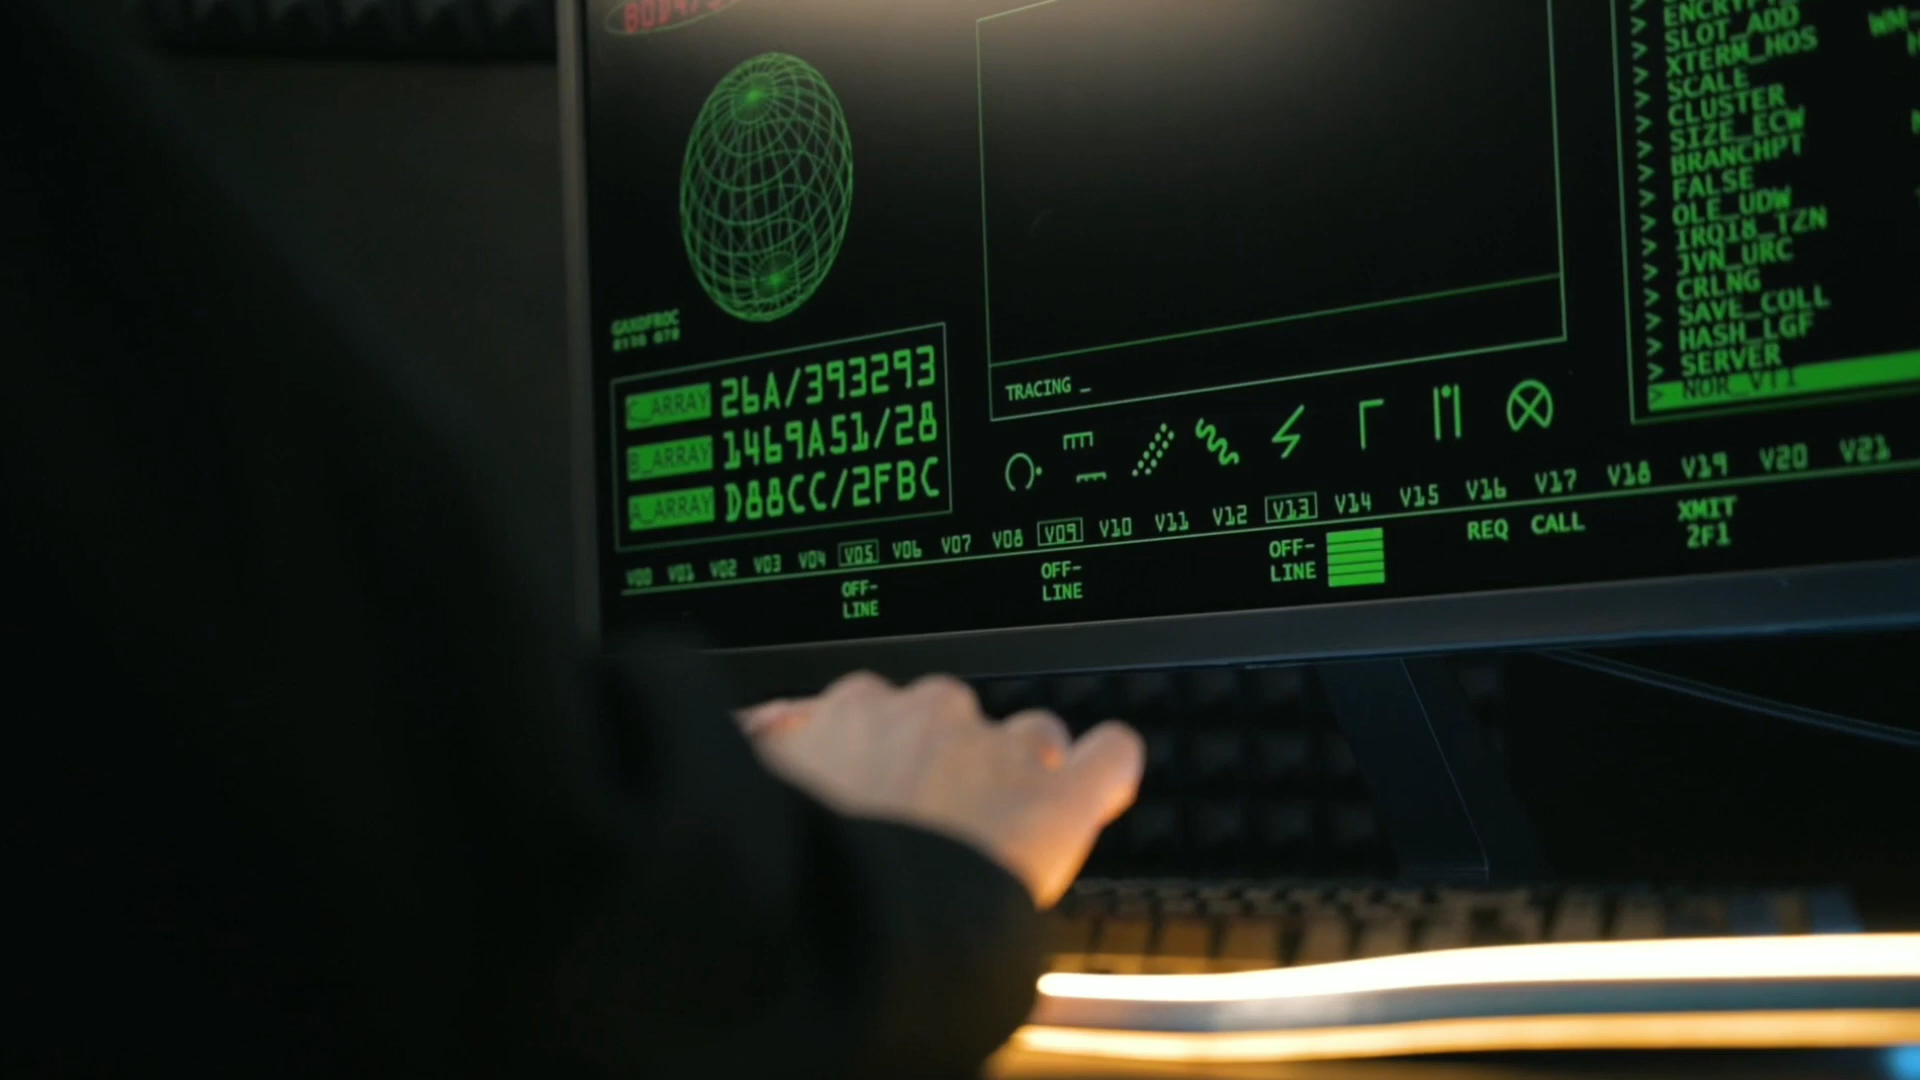 GAXOFROC
C_ARRAY 26A/393293
B_ARRAY 1469A51/28
A_ARRAY D88CC/2FBC
TRACING _
> SLOT_ADD
> XTERM_HOS
> SCALE
> CLUSTER
> SIZE_ECW
> BRANCHPT
> FALSE
> OLE_UDW
> IRQ18_TZN
> JVN_URC
> CRLNG
> SAVE_COLL
> HASH_LGF
> SERVER
> NOR_VTI
V00 V01 V02 V03 V04 V05 V06 V07 V08 V09 V10 V11 V12 V13 V14 V15 V16 V17 V18 V19 V20 V21
OFF-
LINE
OFF-
LINE
OFF-
LINE
REQ CALL
XMIT
2F1